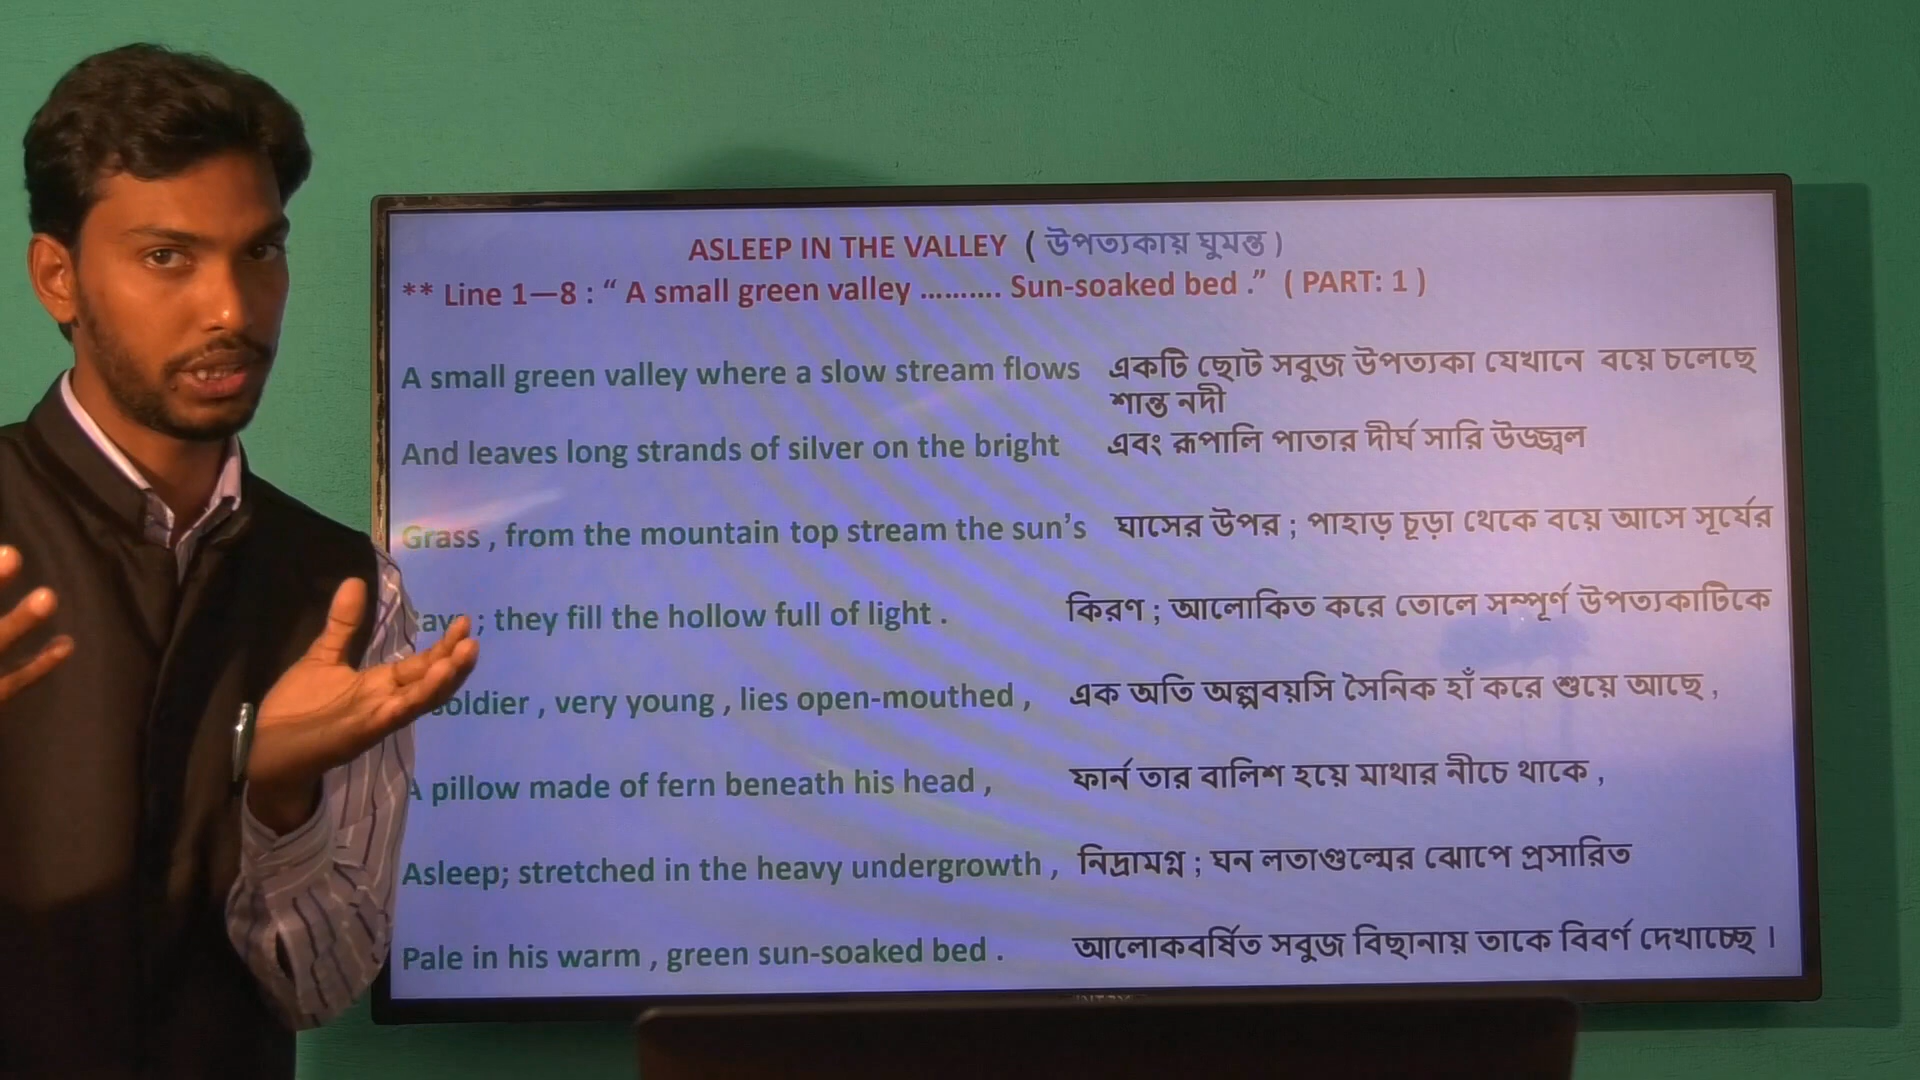 ASLEEP IN THE VALLEY ( উপত্যকায় ঘুমন্ত )
** Line 1—8 : “ A small green valley .......... Sun-soaked bed .” ( PART: 1 )
A small green valley where a slow stream flows একটি ছোট সবুজ উপত্যকা যেখানে বয়ে চলেছে
শান্ত নদী
And leaves long strands of silver on the bright এবং রূপালি পাতার দীর্ঘ সারি উজ্জ্বল
Grass , from the mountain top stream the sun’s ঘাসের উপর ; পাহাড় চূড়া থেকে বয়ে আসে সূর্যের
; they fill the hollow full of light . কিরণ ; আলোকিত করে তোলে সম্পূর্ণ উপত্যকাটিকে
soldier , very young , lies open-mouthed , এক অতি অল্পবয়সি সৈনিক হাঁ করে শুয়ে আছে ,
A pillow made of fern beneath his head , ফার্ন তার বালিশ হয়ে মাথার নীচে থাকে ,
Asleep; stretched in the heavy undergrowth , নিদ্রামগ্ন ; ঘন লতাগুল্মের ঝোপে প্রসারিত
Pale in his warm , green sun-soaked bed . আলোকবর্ষিত সবুজ বিছানায় তাকে বিবর্ণ দেখাচ্ছে ।